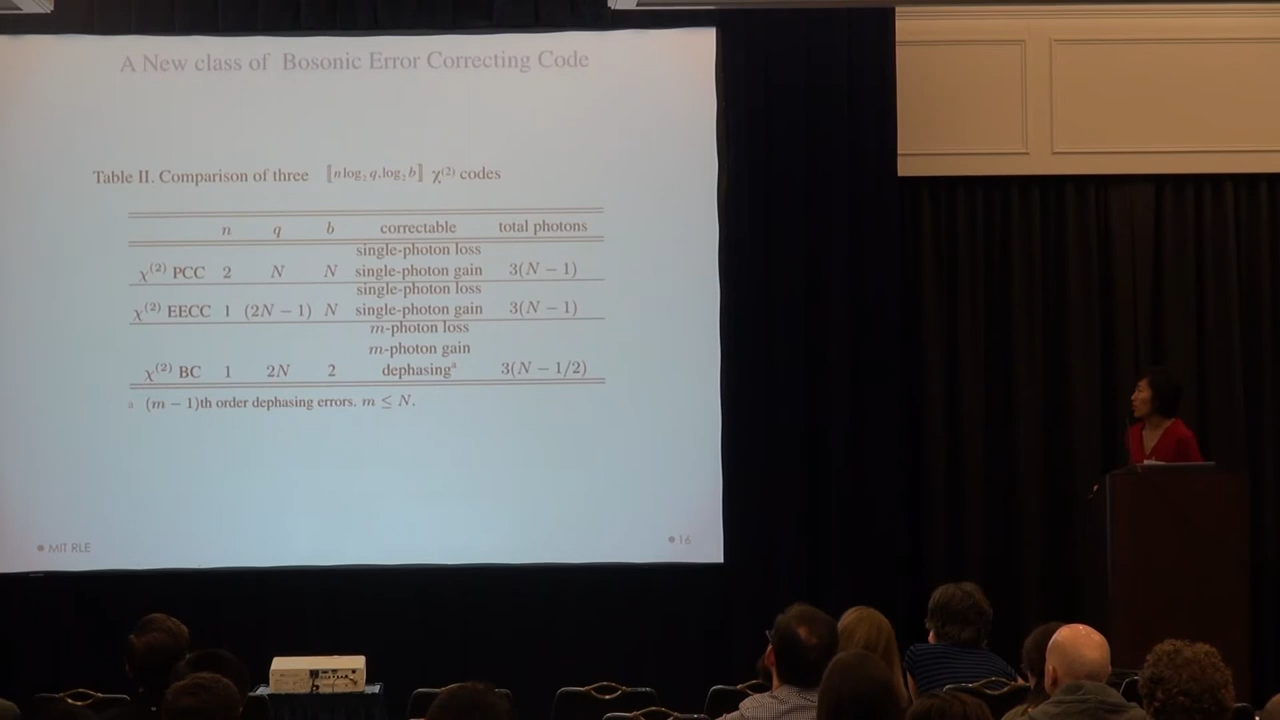 A New class of Bosonic Error Correcting Code
Table II. Comparison of three ⟦n log₂ q, log₂ b⟧ χ⁽²⁾ codes
n q b correctable total photons
single-photon loss
χ⁽²⁾ PCC 2 N N single-photon gain 3(N − 1)
single-photon loss
χ⁽²⁾ EECC 1 (2N − 1) N single-photon gain 3(N − 1)
m-photon loss
m-photon gain
χ⁽²⁾ BC 1 2N 2 dephasingᵃ 3(N − 1/2)
ᵃ (m − 1)th order dephasing errors. m ≤ N.
MIT RLE
16